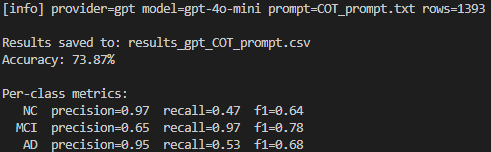 [info] provider=gpt model=gpt-4o-mini prompt=COT_prompt.txt rows=1393
Results saved to: results_gpt_COT_prompt.csv
Accuracy: 73.87%
Per-class metrics:
NC precision=0.97 recall=0.47 f1=0.64
MCI precision=0.65 recall=0.97 f1=0.78
AD precision=0.95 recall=0.53 f1=0.68